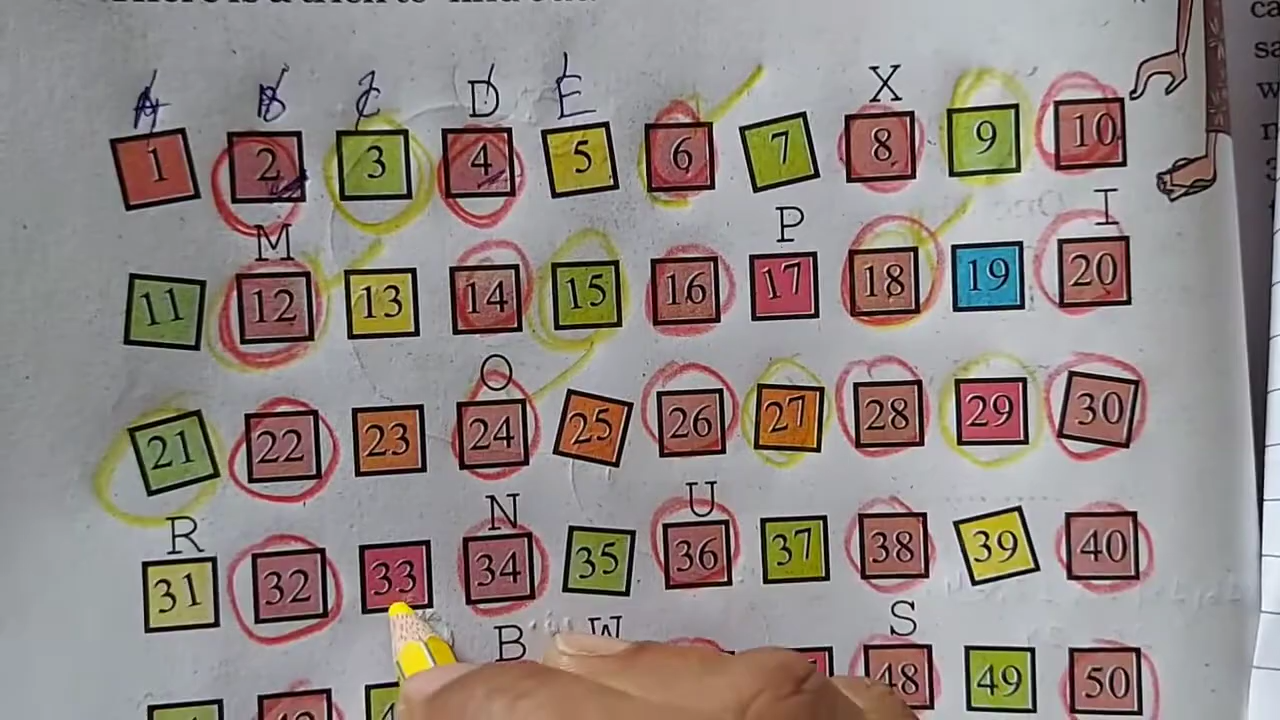 A B C D E X
1 2 3 4 5 6 7 8 9 10
M P I
11 12 13 14 15 16 17 18 19 20
O
21 22 23 24 25 26 27 28 29 30
R N U
31 32 33 34 35 36 37 38 39 40
B W S
48 49 50
ca
sa
w